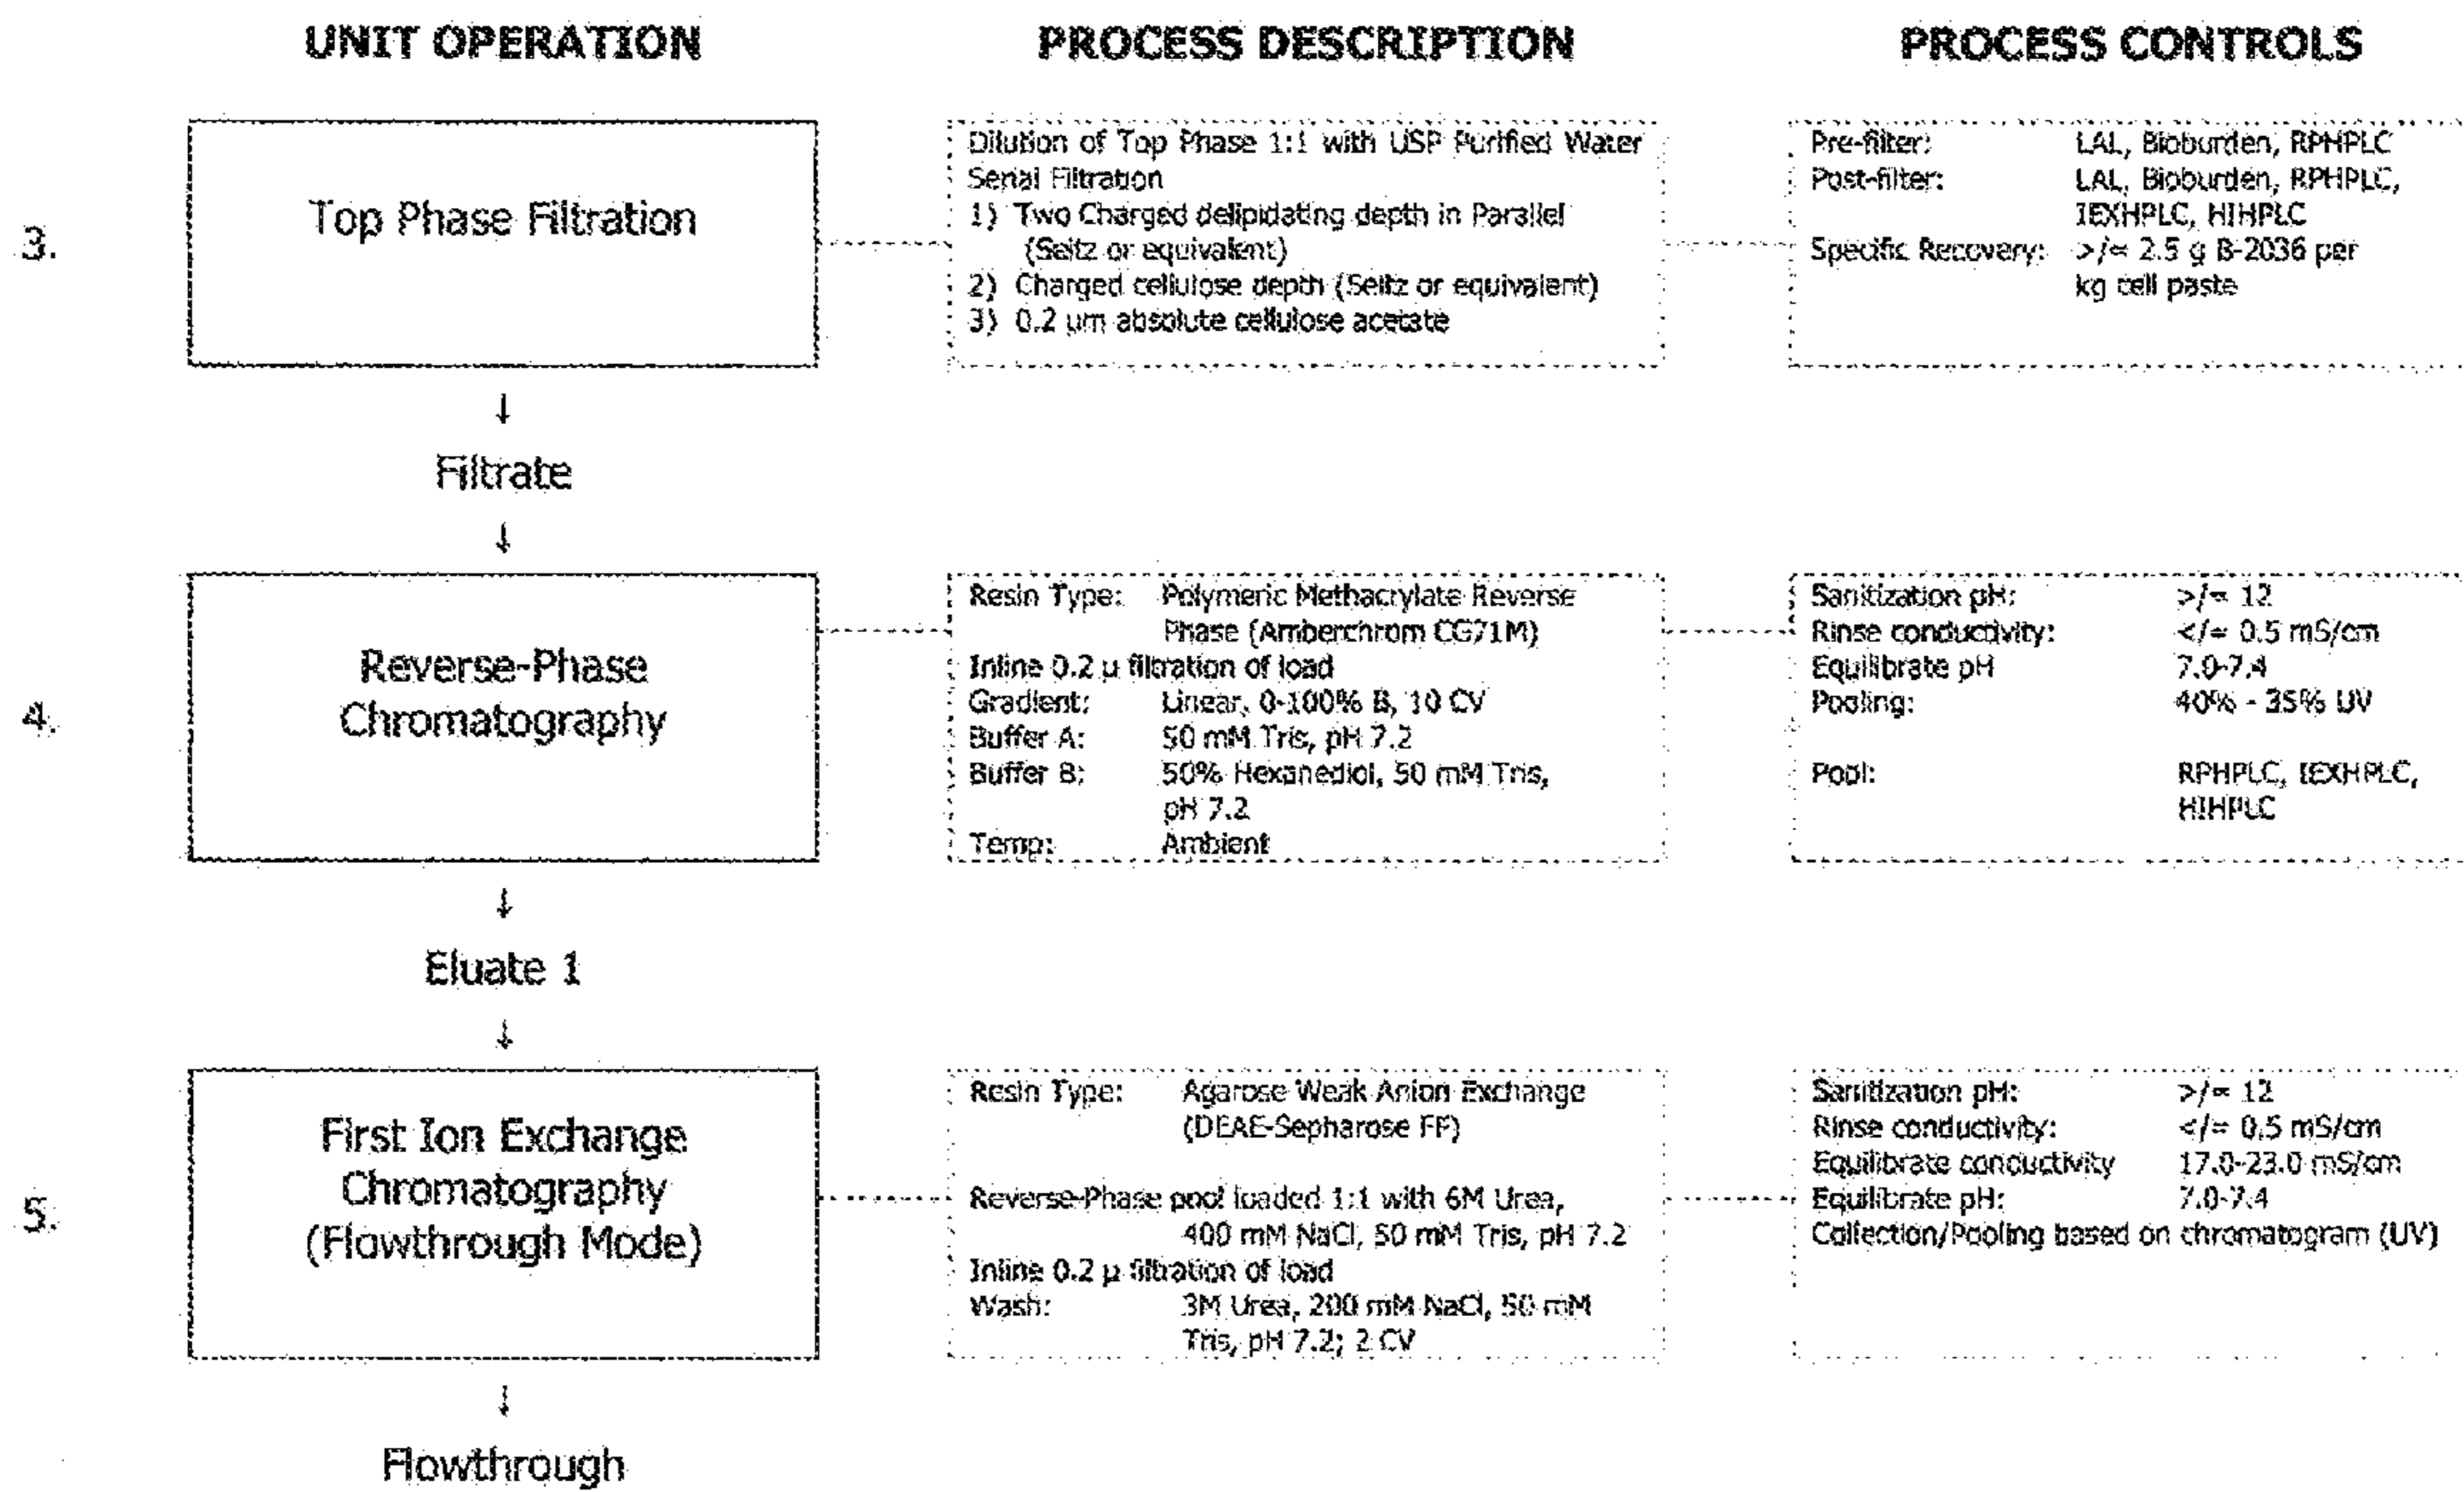 UNIT OPERATION PROCESS DESCRIPTION PROCESS CONTROLS
3.
Top Phase Filtration
Dilution of Top Phase 1:1 with USP Purified Water
Serial Filtration
1) Two Charged delipidating depth in Parallel
(Seitz or equivalent)
2) Charged cellulose depth (Seitz or equivalent)
3) 0.2 um absolute cellulose acetate
Pre-filter: LAL, Bioburden, RPHPLC
Post-filter: LAL, Bioburden, RPHPLC,
IEXHPLC, HIHPLC
Specific Recovery: >/= 2.5 g B-2036 per
kg cell paste
↓
Filtrate
↓
4.
Reverse-Phase
Chromatography
Resin Type: Polymeric Methacrylate Reverse
Phase (Amberchrom CG71M)
Inline 0.2 µ filtration of load
Gradient: Linear, 0-100% B, 10 CV
Buffer A: 50 mM Tris, pH 7.2
Buffer B: 50% Hexanediol, 50 mM Tris,
pH 7.2
Temp: Ambient
Sanitization pH: >/= 12
Rinse conductivity: </= 0.5 mS/cm
Equilibrate pH 7.0-7.4
Pooling: 40% - 35% UV
Pool: RPHPLC, IEXHPLC,
HIHPLC
↓
Eluate 1
↓
5.
First Ion Exchange
Chromatography
(Flowthrough Mode)
Resin Type: Agarose Weak Anion Exchange
(DEAE-Sepharose FF)
Reverse-Phase pool loaded 1:1 with 6M Urea,
400 mM NaCl, 50 mM Tris, pH 7.2
Inline 0.2 µ filtration of load
Wash: 3M Urea, 200 mM NaCl, 50 mM
Tris, pH 7.2; 2 CV
Sanitization pH: >/= 12
Rinse conductivity: </= 0.5 mS/cm
Equilibrate conductivity 17.0-23.0 mS/cm
Equilibrate pH: 7.0-7.4
Collection/Pooling based on chromatogram (UV)
↓
Flowthrough